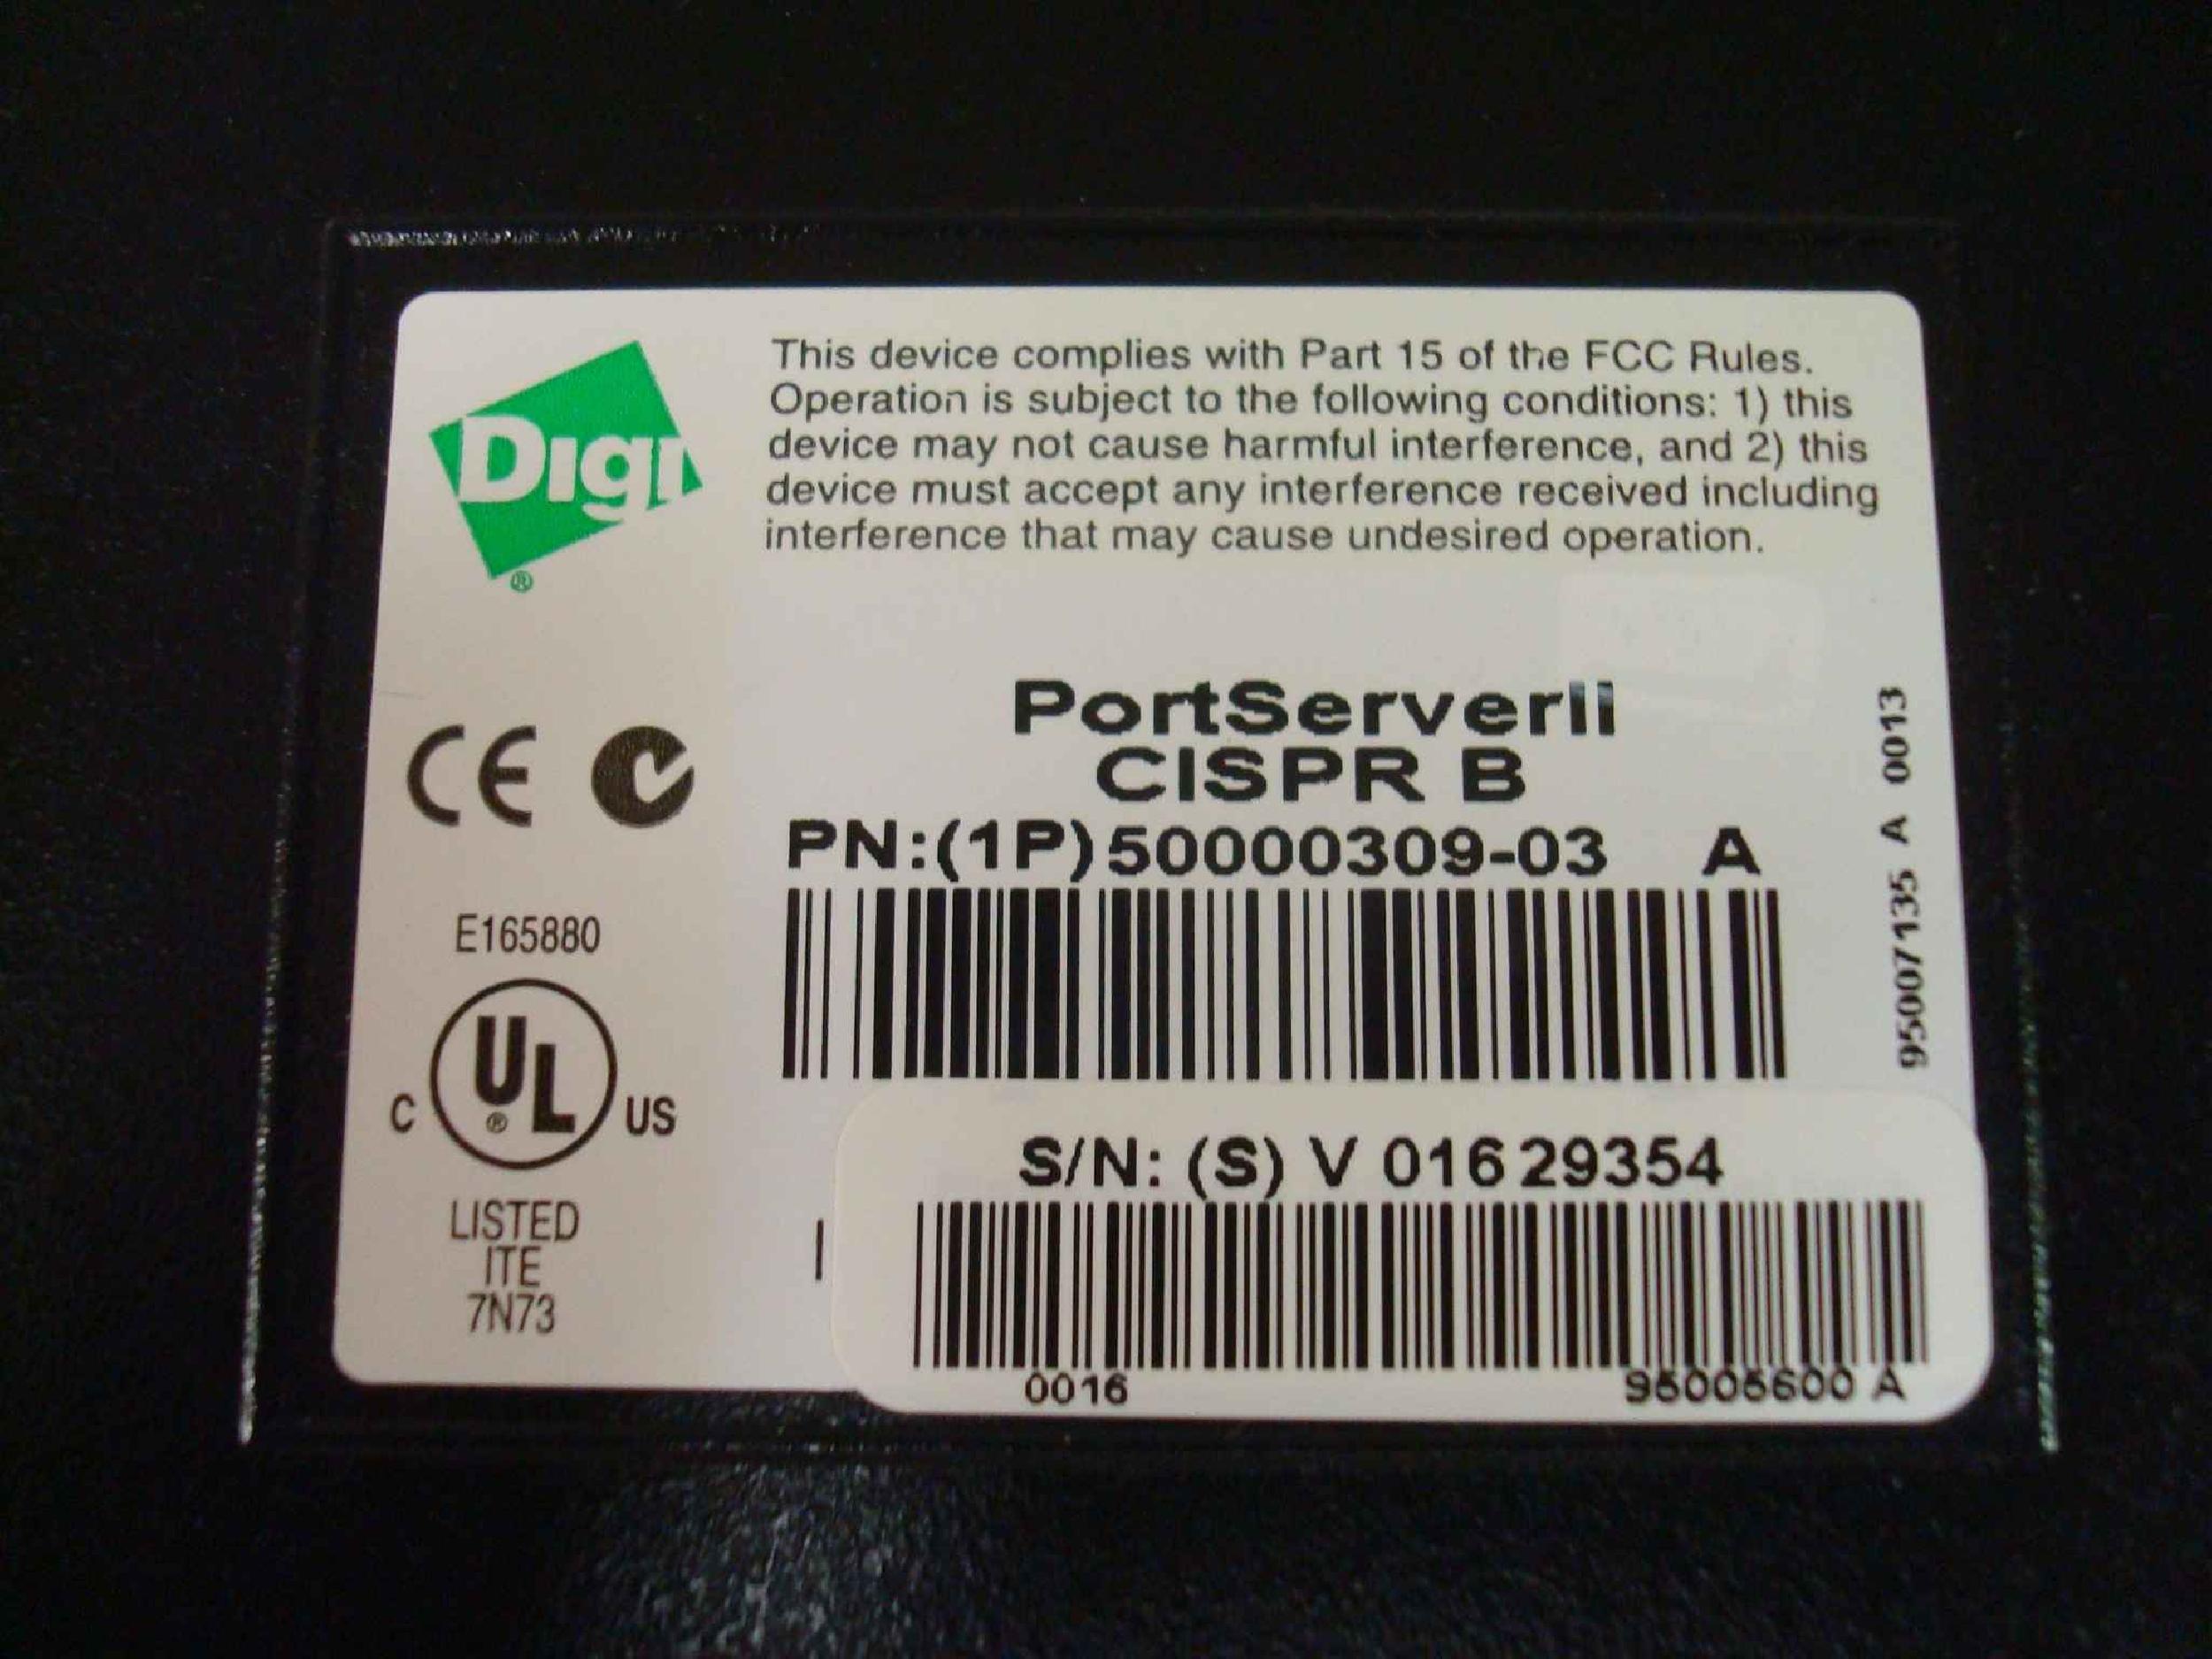 Digi
®
This device complies with Part 15 of the FCC Rules.
Operation is subject to the following conditions: 1) this
device may not cause harmful interference, and 2) this
device must accept any interference received including
interference that may cause undesired operation.
PortServerII
CISPR B
PN:(1P)50000309-03 A
95007135 A 0013
CE
E165880
C UL ® US
LISTED
ITE
7N73
S/N: (S) V 01629354
0016 95005600 A